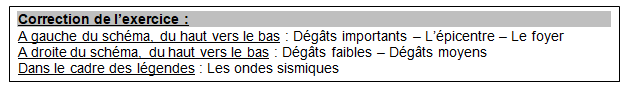 Correction de l’exercice :
A gauche du schéma, du haut vers le bas : Dégâts importants – L’épicentre – Le foyer
A droite du schéma, du haut vers le bas : Dégâts faibles – Dégâts moyens
Dans le cadre des légendes : Les ondes sismiques